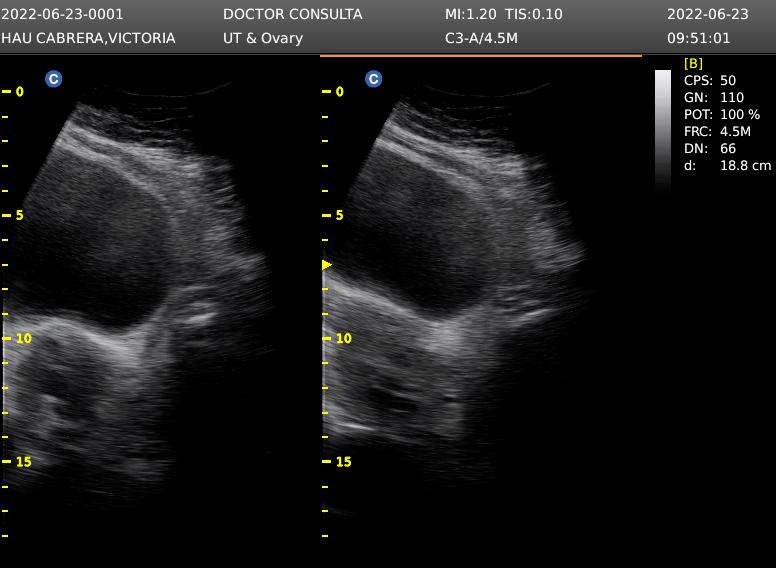 2022-06-23-0001 DOCTOR CONSULTA MI:1.20 TIS:0.10 2022-06-23
HAU CABRERA,VICTORIA UT & Ovary C3-A/4.5M 09:51:01
[B]
CPS: 50
GN: 110
POT: 100 %
FRC: 4.5M
DN: 66
d: 18.8 cm
C C
0 0
5 5
10 10
15 15